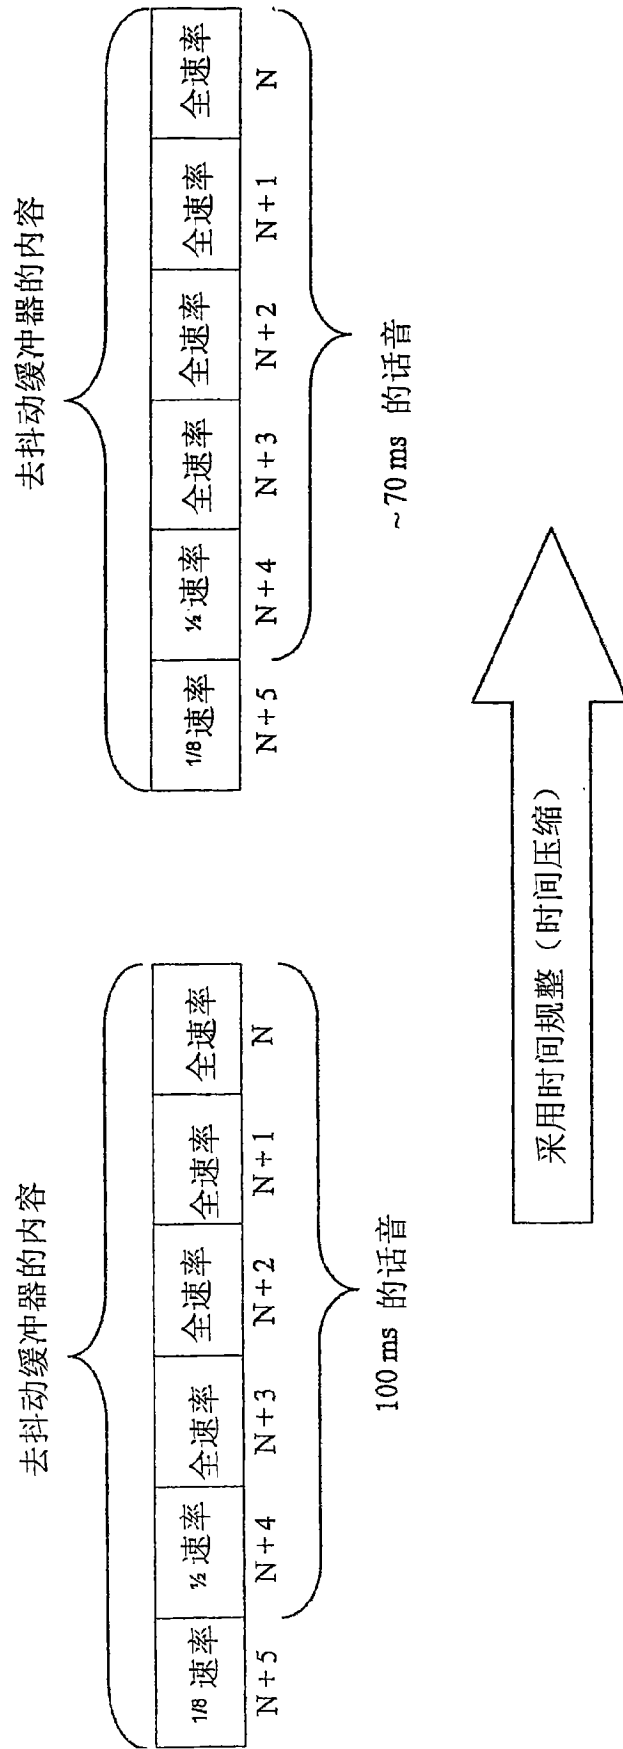 去抖动缓冲器的内容
1/8 速率
½ 速率
全速率
全速率
全速率
全速率
N+5
N+4
N+3
N+2
N+1
N
100 ms 的话音
去抖动缓冲器的内容
1/8 速率
½ 速率
全速率
全速率
全速率
全速率
N+5
N+4
N+3
N+2
N+1
N
~70 ms 的话音
采用时间规整（时间压缩）